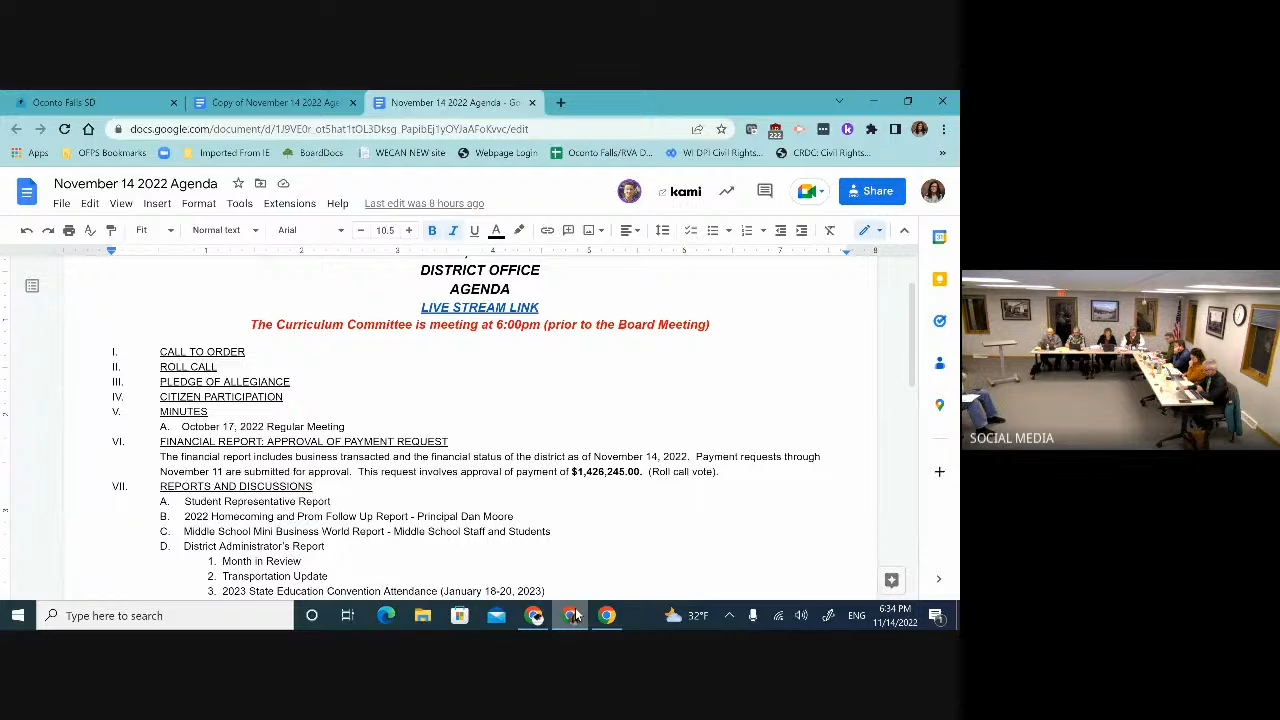 Oconto Falls SD
Copy of November 14 2022 Age
November 14 2022 Agenda - Go
docs.google.com/document/d/1J9VE0r_ot5hat1tOL3Dksg_PapibEj1yOYJaAFoKvvc/edit
222
Apps
OFPS Bookmarks
Imported From IE
BoardDocs
WECAN NEW site
Webpage Login
Oconto Falls/RVA D...
WI DPI Civil Rights...
CRDC: Civil Rights...
November 14 2022 Agenda
kami
Share
File Edit View Insert Format Tools Extensions Help Last edit was 8 hours ago
Fit Normal text Arial 10.5 B I U A
1 2 3 4 5 6 7 8
DISTRICT OFFICE
AGENDA
LIVE STREAM LINK
The Curriculum Committee is meeting at 6:00pm (prior to the Board Meeting)
I. CALL TO ORDER
II. ROLL CALL
III. PLEDGE OF ALLEGIANCE
IV. CITIZEN PARTICIPATION
V. MINUTES
A. October 17, 2022 Regular Meeting
VI. FINANCIAL REPORT: APPROVAL OF PAYMENT REQUEST
The financial report includes business transacted and the financial status of the district as of November 14, 2022. Payment requests through
November 11 are submitted for approval. This request involves approval of payment of $1,426,245.00. (Roll call vote).
VII. REPORTS AND DISCUSSIONS
A. Student Representative Report
B. 2022 Homecoming and Prom Follow Up Report - Principal Dan Moore
C. Middle School Mini Business World Report - Middle School Staff and Students
D. District Administrator's Report
1. Month in Review
2. Transportation Update
3. 2023 State Education Convention Attendance (January 18-20, 2023)
SOCIAL MEDIA
Type here to search
32°F
ENG
6:34 PM
11/14/2022
1